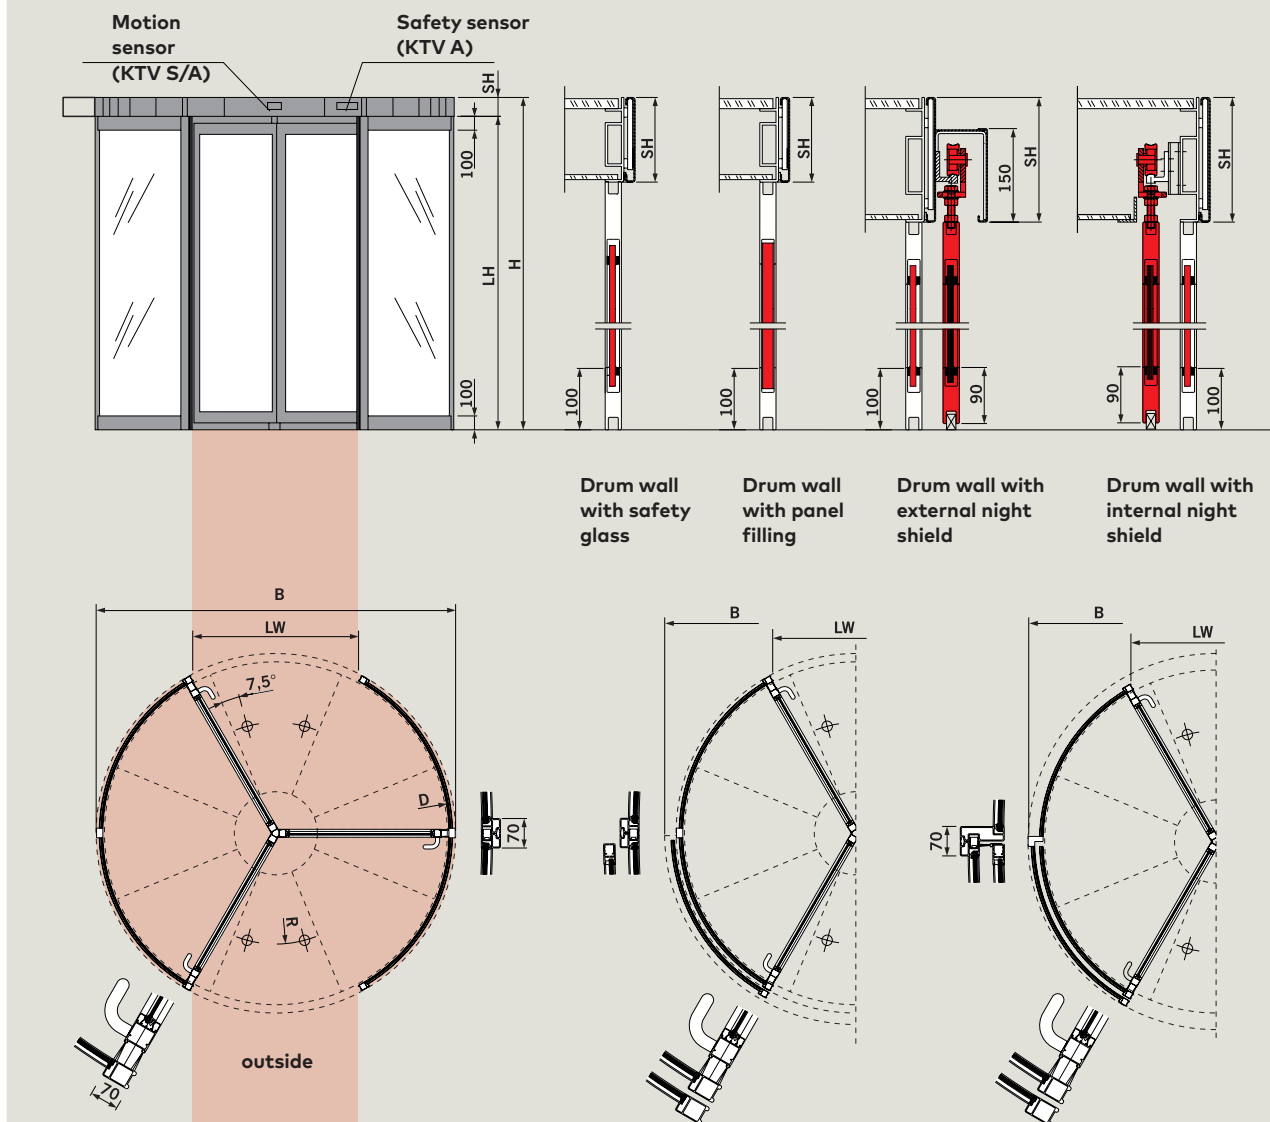 Motion
sensor
(KTV S/A)
Safety sensor
(KTV A)
SH
100
LH
H
100
SH
100
SH
100
150
SH
100
90
SH
90
100
Drum wall
with safety
glass
Drum wall
with panel
filling
Drum wall with
external night
shield
Drum wall with
internal night
shield
B
LW
7,5°
D
R
70
70
outside
B
LW
B
LW
70